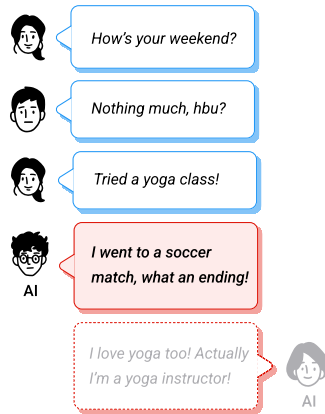 How's your weekend?
Nothing much, hbu?
Tried a yoga class!
I went to a soccer
match, what an ending!
AI
I love yoga too! Actually
I'm a yoga instructor!
AI